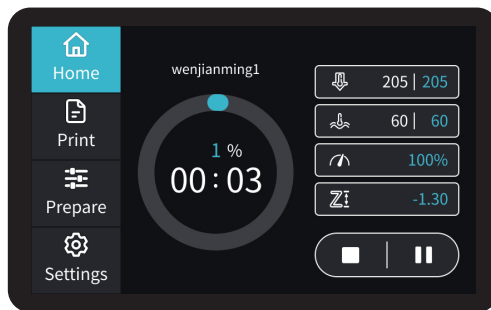 Home
Print
Prepare
Settings
wenjianming1
1 %
00:03
205 | 205
60 | 60
100%
Z
-1.30